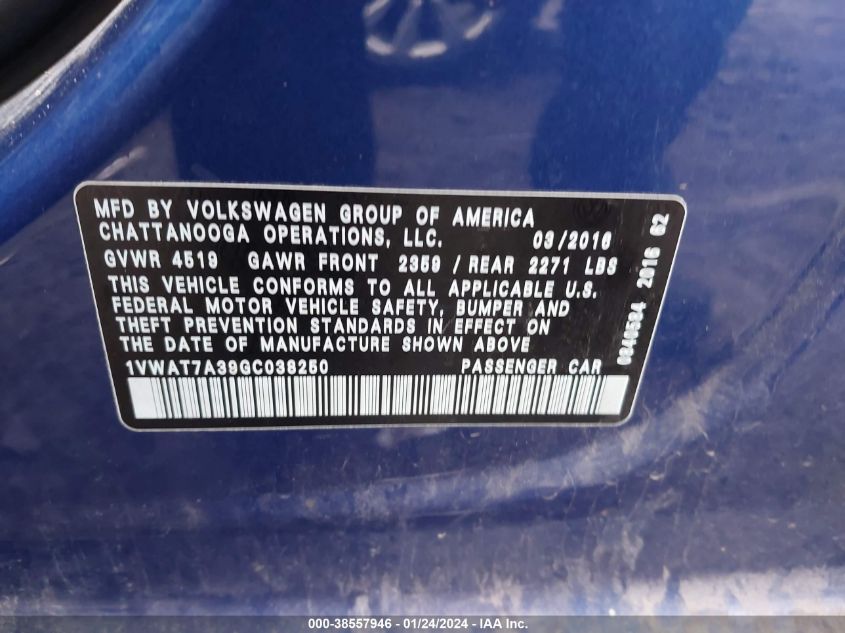 MFD BY VOLKSWAGEN GROUP OF AMERICA
CHATTANOOGA OPERATIONS, LLC. 03/2016
GVWR 4519 GAWR FRONT 2359 / REAR 2271 LBS
THIS VEHICLE CONFORMS TO ALL APPLICABLE U.S.
FEDERAL MOTOR VEHICLE SAFETY, BUMPER AND
THEFT PREVENTION STANDARDS IN EFFECT ON
THE DATE OF MANUFACTURE SHOWN ABOVE
1VWAT7A39GC038250 PASSENGER CAR
0840584 2016 62
000-38557946 - 01/24/2024 - IAA Inc.